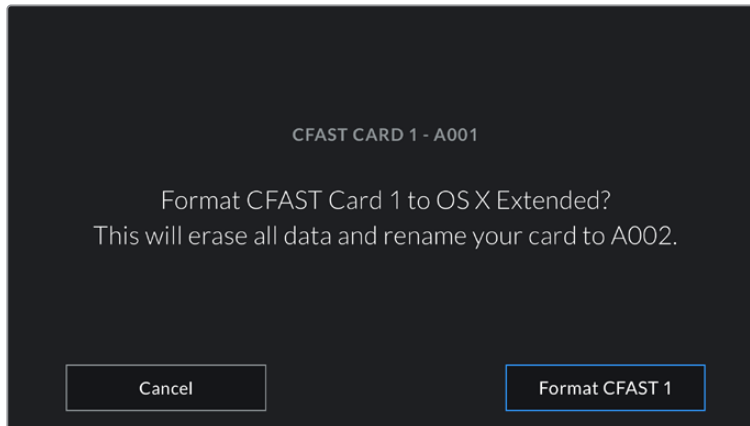 CFAST CARD 1 - A001
Format CFAST Card 1 to OS X Extended?
This will erase all data and rename your card to A002.
Cancel
Format CFAST 1